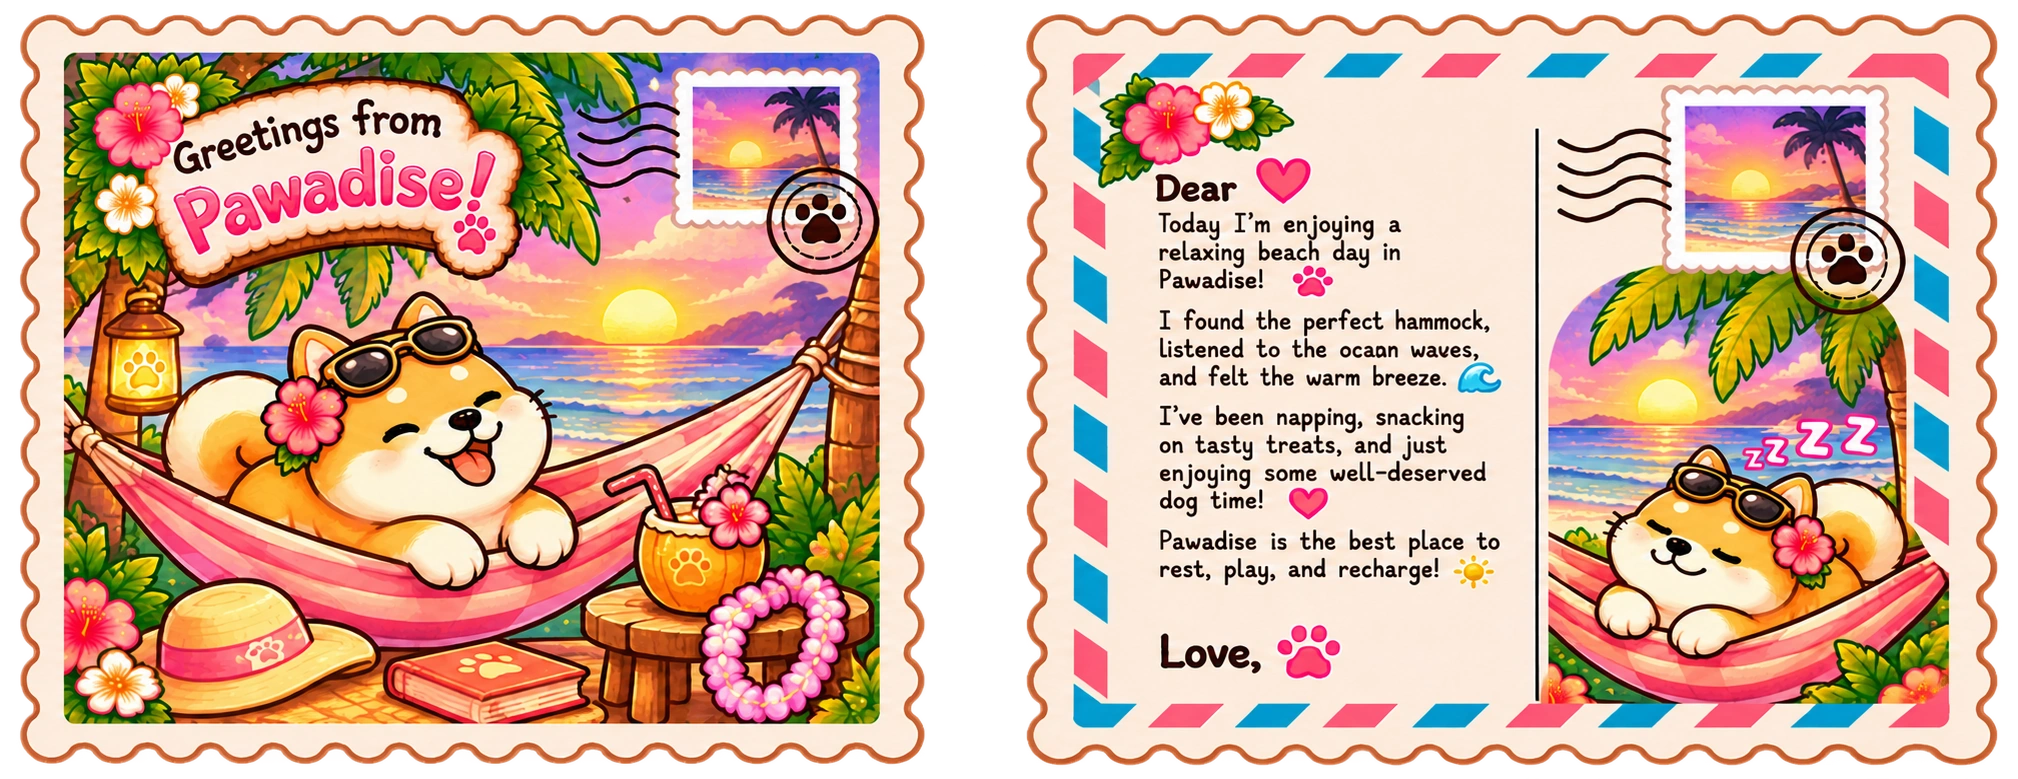 Greetings from
Pawadise!
Dear
Today I'm enjoying a
relaxing beach day in
Pawadise!
I found the perfect hammock,
listened to the ocaan waves,
and felt the warm breeze.
I've been napping, snacking
on tasty treats, and just
enjoying some well-deserved
dog time!
Pawadise is the best place to
rest, play, and recharge!
Love,
zzZZZ